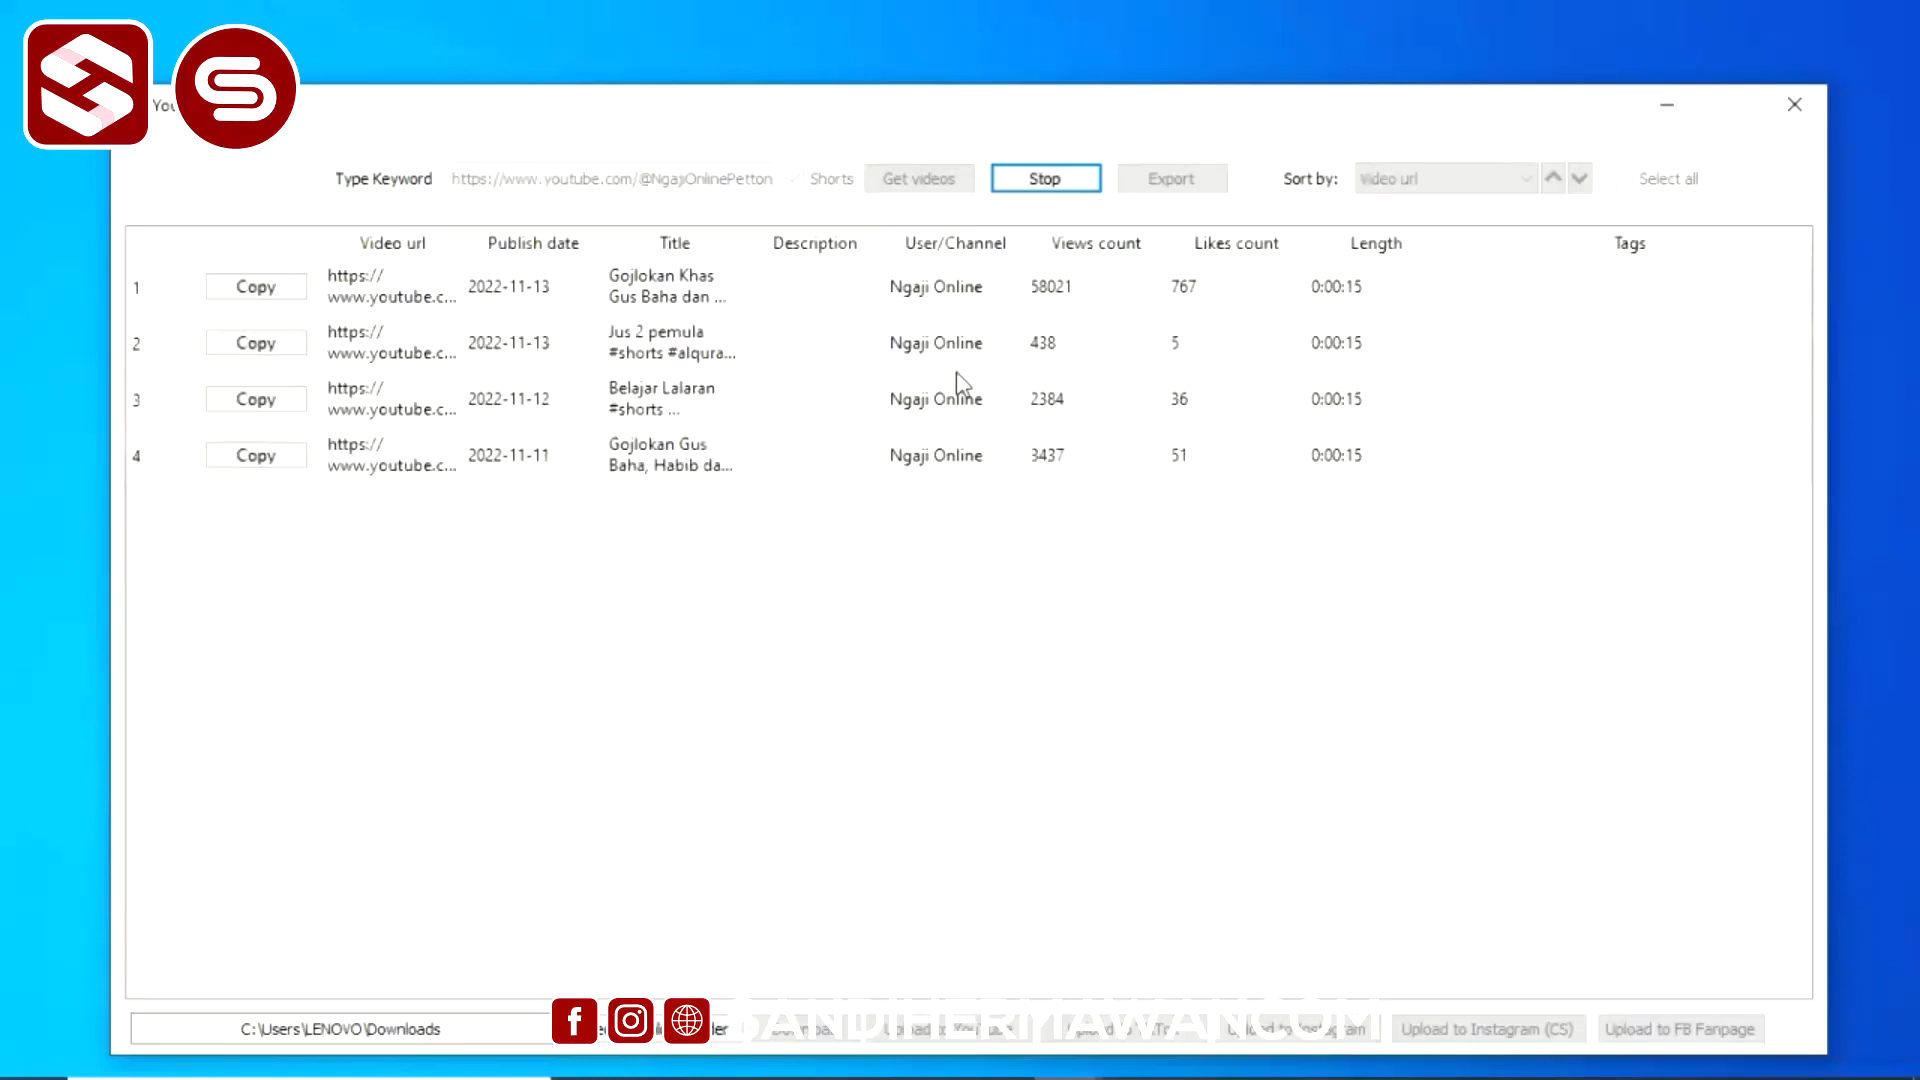 Type Keyword https://www.youtube.com/@NgajiOnlinePetton Shorts Get videos Stop Export Sort by: Video url Select all
Video url Publish date Title Description User/Channel Views count Likes count Length Tags
1 Copy https:// www.youtube.c... 2022-11-13 Gojlokan Khas Gus Baha dan ... Ngaji Online 58021 767 0:00:15
2 Copy https:// www.youtube.c... 2022-11-13 Jus 2 pemula #shorts #alqura... Ngaji Online 438 5 0:00:15
3 Copy https:// www.youtube.c... 2022-11-12 Belajar Lalaran #shorts ... Ngaji Online 2384 36 0:00:15
4 Copy https:// www.youtube.c... 2022-11-11 Gojlokan Gus Baha, Habib da... Ngaji Online 3437 51 0:00:15
C:\Users\LENOVO\Downloads SANDIHERMAWAN.COM Upload to Instagram (CS) Upload to FB Fanpage